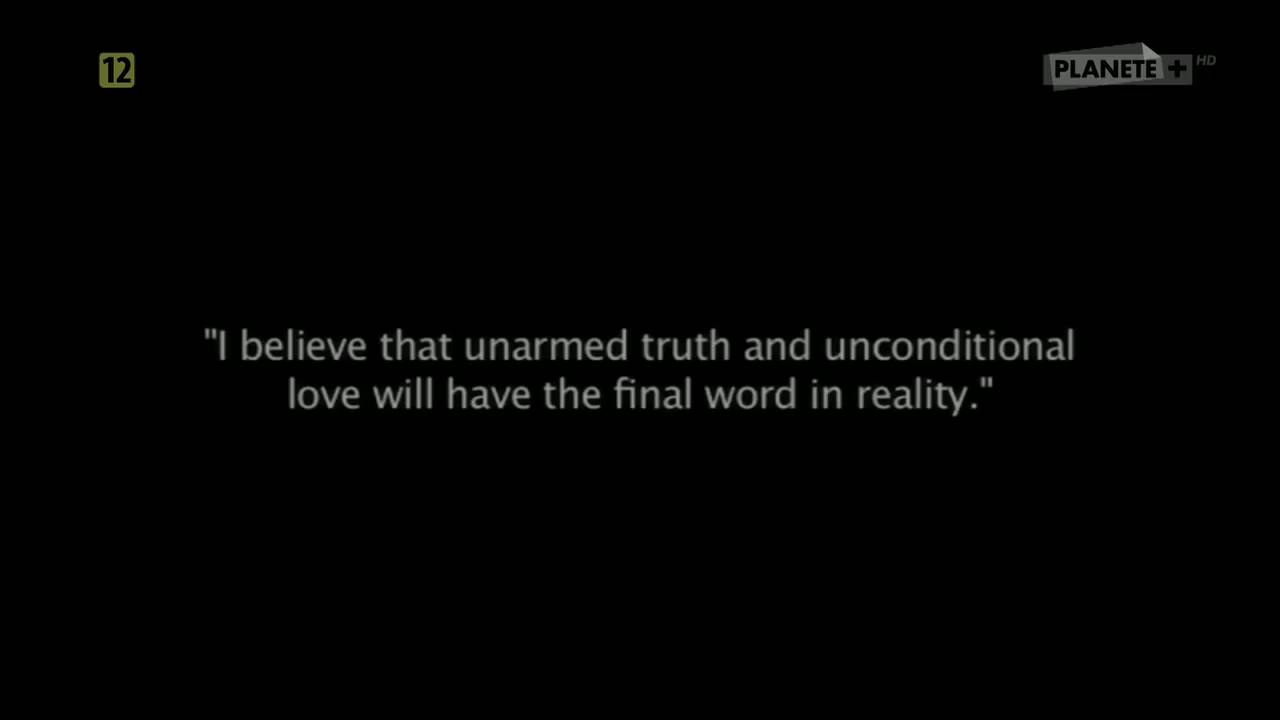 12
PLANETE + HD
"I believe that unarmed truth and unconditional
love will have the final word in reality."